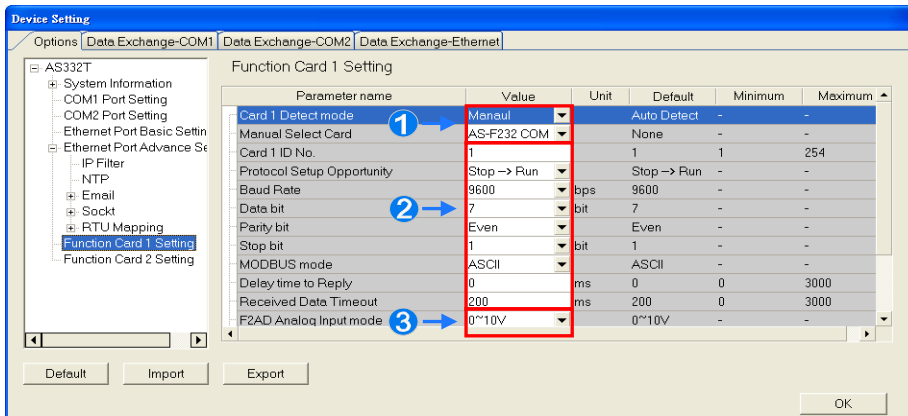 Device Setting
Options Data Exchange-COM1 Data Exchange-COM2 Data Exchange-Ethernet
AS332T
System Information
COM1 Port Setting
COM2 Port Setting
Ethernet Port Basic Settin
Ethernet Port Advance Se
IP Filter
NTP
Email
Sockt
RTU Mapping
Function Card 1 Setting
Function Card 2 Setting
Function Card 1 Setting
Parameter name Value Unit Default Minimum Maximum
Card 1 Detect mode Manaul Auto Detect - -
Manual Select Card AS-F232 COM None - -
Card 1 ID No. 1 1 1 254
Protocol Setup Opportunity Stop -> Run Stop -> Run - -
Baud Rate 9600 bps 9600 - -
Data bit 7 bit 7 - -
Parity bit Even Even - -
Stop bit 1 bit 1 - -
MODBUS mode ASCII ASCII - -
Delay time to Reply 0 ms 0 0 3000
Received Data Timeout 200 ms 200 0 3000
F2AD Analog Input mode 0~10V 0~10V - -
1
2
3
Default Import Export
OK